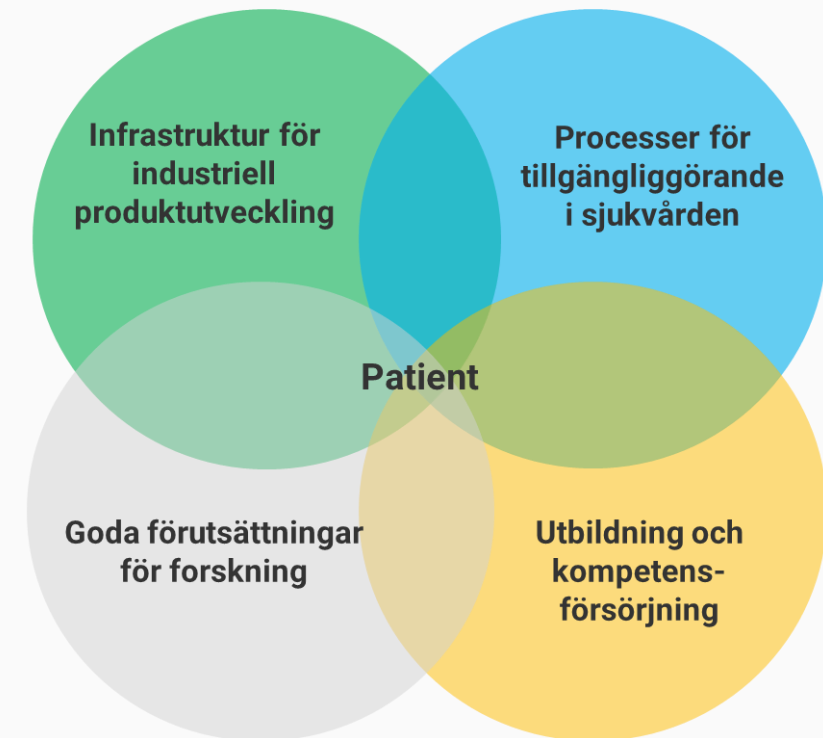 Infrastruktur för
industriell
produktutveckling
Processer för
tillgängliggörande
i sjukvården
Patient
Goda förutsättningar
för forskning
Utbildning och
kompetens-
försörjning